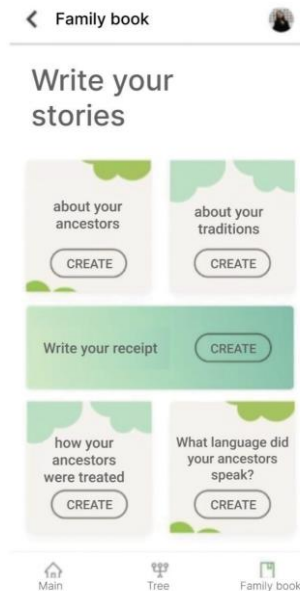 Family book
Write your
stories
about your
ancestors
CREATE
about your
traditions
CREATE
Write your receipt
CREATE
how your
ancestors
were treated
CREATE
What language did
your ancestors
speak?
CREATE
Main
Tree
Family book